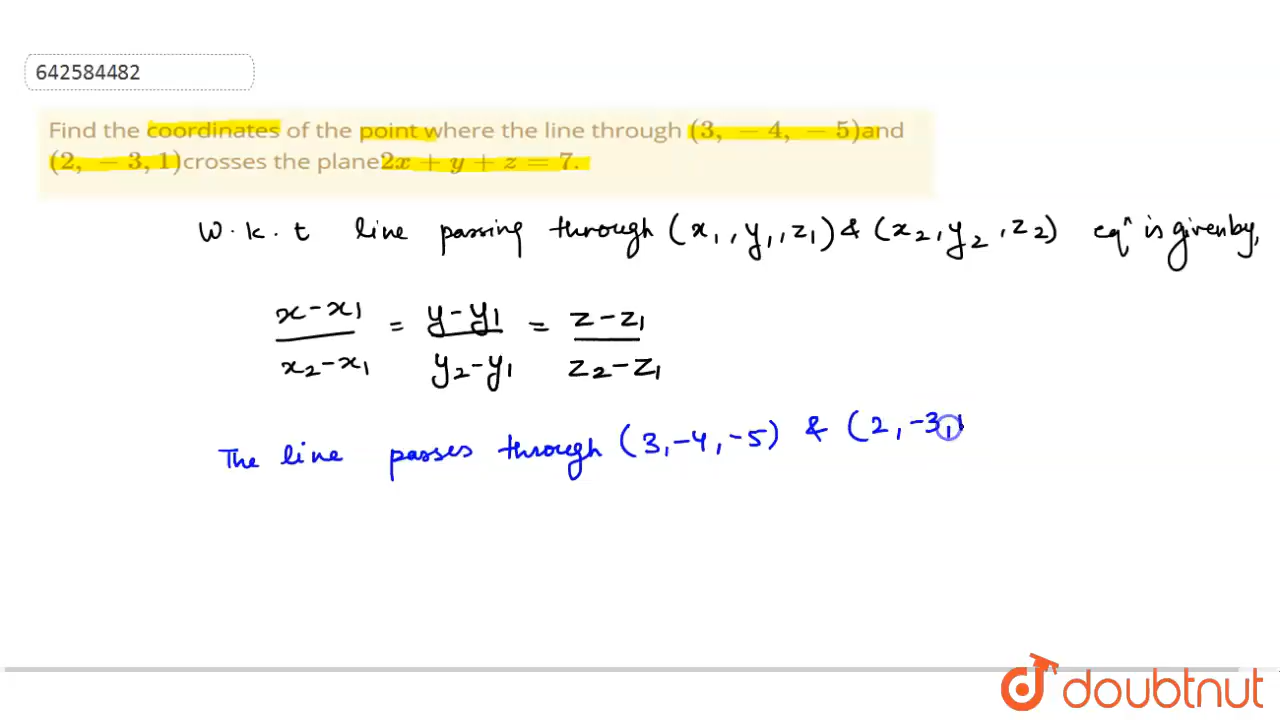 642584482
Find the coordinates of the point where the line through (3, − 4, − 5)and
(2, − 3, 1)crosses the plane2x + y + z = 7.
W.k.t line passing through (x₁, y₁, z₁) & (x₂, y₂, z₂) eqⁿ is given by,
x-x₁ / x₂-x₁ = y-y₁ / y₂-y₁ = z-z₁ / z₂-z₁
The line passes through (3, -4, -5) & (2, -3, 1
doubtnut